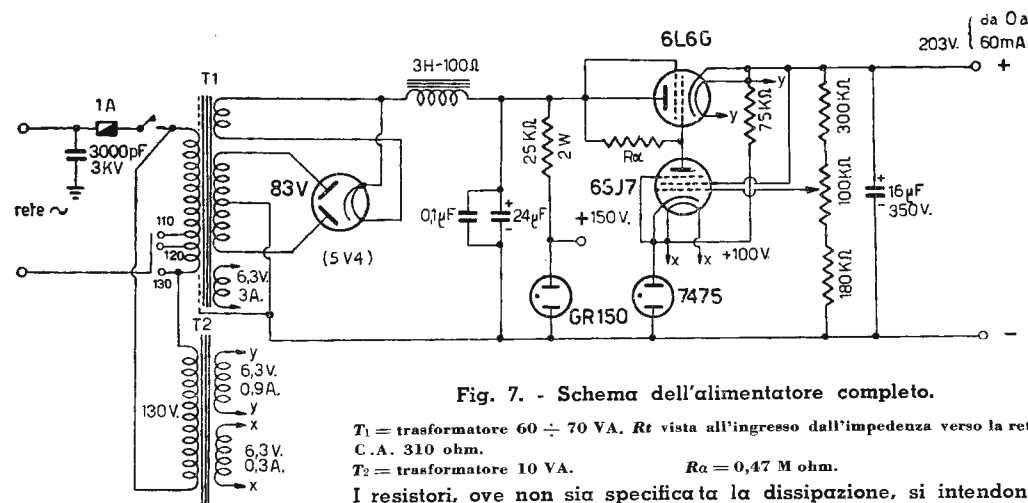 da 0 a
203V.
60mA
+
6L6G
3H-100Ω
T1
1A
3000pF
3KV
rete ~
110
120
130
83V
(5V4)
6,3V.
3A.
0,1µF
+
24µF
-
25KΩ
2W
+150V.
GR150
Rα
y
y
6SJ7
x
x
+100V.
7475
75KΩ
300KΩ
100KΩ
180KΩ
+
16µF
-
350V.
-
T2
130V.
y
6,3V.
0,9A.
y
x
6,3V.
0,3A.
x
Fig. 7. - Schema dell'alimentatore completo.
T1 = trasformatore 60 ÷ 70 VA. Rt vista all'ingresso dall'impedenza verso la ret
C.A. 310 ohm.
T2 = trasformatore 10 VA. Ra = 0,47 M ohm.
I resistori, ove non sia specificata la dissipazione, si intendon